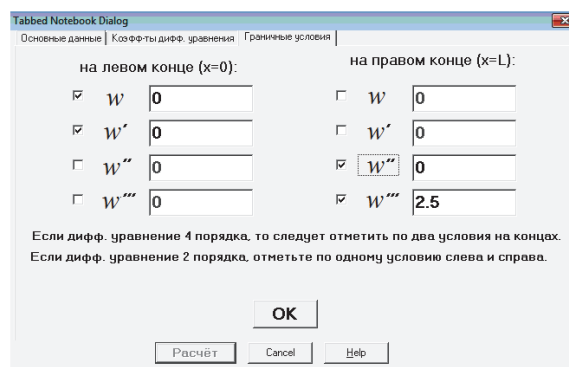 Tabbed Notebook Dialog
Основные данные Коэфф-ты дифф. уравнения Граничные условия
на левом конце (x=0): на правом конце (x=L):
w 0 w 0
w′ 0 w′ 0
w″ 0 w″ 0
w‴ 0 w‴ 2.5
Если дифф. уравнение 4 порядка, то следует отметить по два условия на концах.
Если дифф. уравнение 2 порядка, отметьте по одному условию слева и справа.
OK
Расчёт Cancel Help